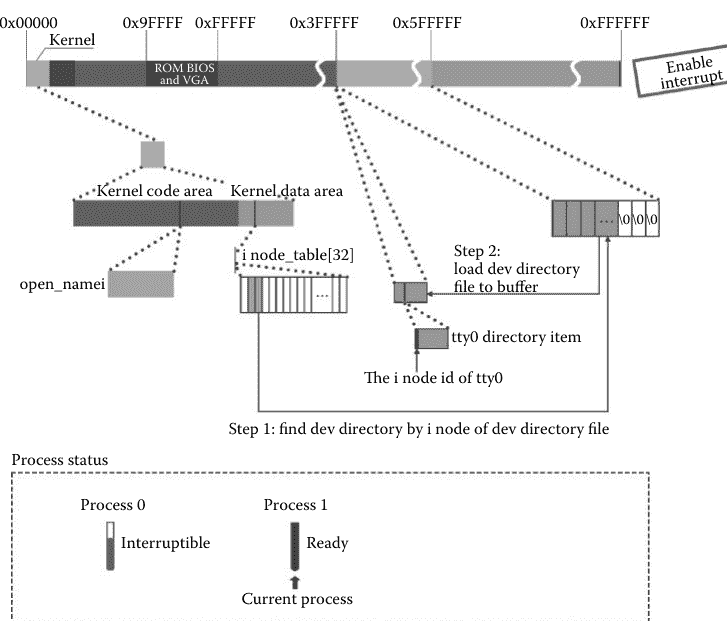 0x00000 0x9FFFF 0xFFFFF 0x3FFFFF 0x5FFFFF 0xFFFFFF
Kernel
ROM BIOS
and VGA
Enable
interrupt
Kernel code area Kernel data area
...\0\0\0
i node_table[32]
Step 2:
load dev directory
file to buffer
open_namei
...
tty0 directory item
The i node id of tty0
Step 1: find dev directory by i node of dev directory file
Process status
Process 0 Process 1
Interruptible Ready
Current process